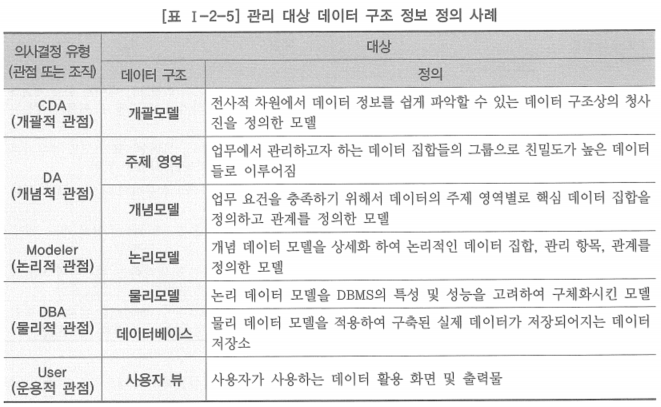 [표 Ⅰ-2-5] 관리 대상 데이터 구조 정보 정의 사례
의사결정 유형
(관점 또는 조직)
대상
데이터 구조
정의
CDA
(개괄적 관점)
개괄모델
전사적 차원에서 데이터 정보를 쉽게 파악할 수 있는 데이터 구조상의 청사
진을 정의한 모델
DA
(개념적 관점)
주제 영역
업무에서 관리하고자 하는 데이터 집합들의 그룹으로 친밀도가 높은 데이터
들로 이루어짐
개념모델
업무 요건을 충족하기 위해서 데이터의 주제 영역별로 핵심 데이터 집합을
정의하고 관계를 정의한 모델
Modeler
(논리적 관점)
논리모델
개념 데이터 모델을 상세화 하여 논리적인 데이터 집합, 관리 항목, 관계를
정의한 모델
DBA
(물리적 관점)
물리모델
논리 데이터 모델을 DBMS의 특성 및 성능을 고려하여 구체화시킨 모델
데이터베이스
물리 데이터 모델을 적용하여 구축된 실제 데이터가 저장되어지는 데이터
저장소
User
(운용적 관점)
사용자 뷰
사용자가 사용하는 데이터 활용 화면 및 출력물